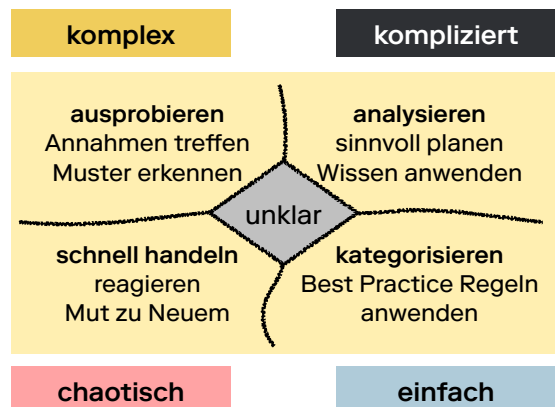 komplex
kompliziert
ausprobieren
Annahmen treffen
Muster erkennen
analysieren
sinnvoll planen
Wissen anwenden
unklar
schnell handeln
reagieren
Mut zu Neuem
kategorisieren
Best Practice Regeln
anwenden
chaotisch
einfach